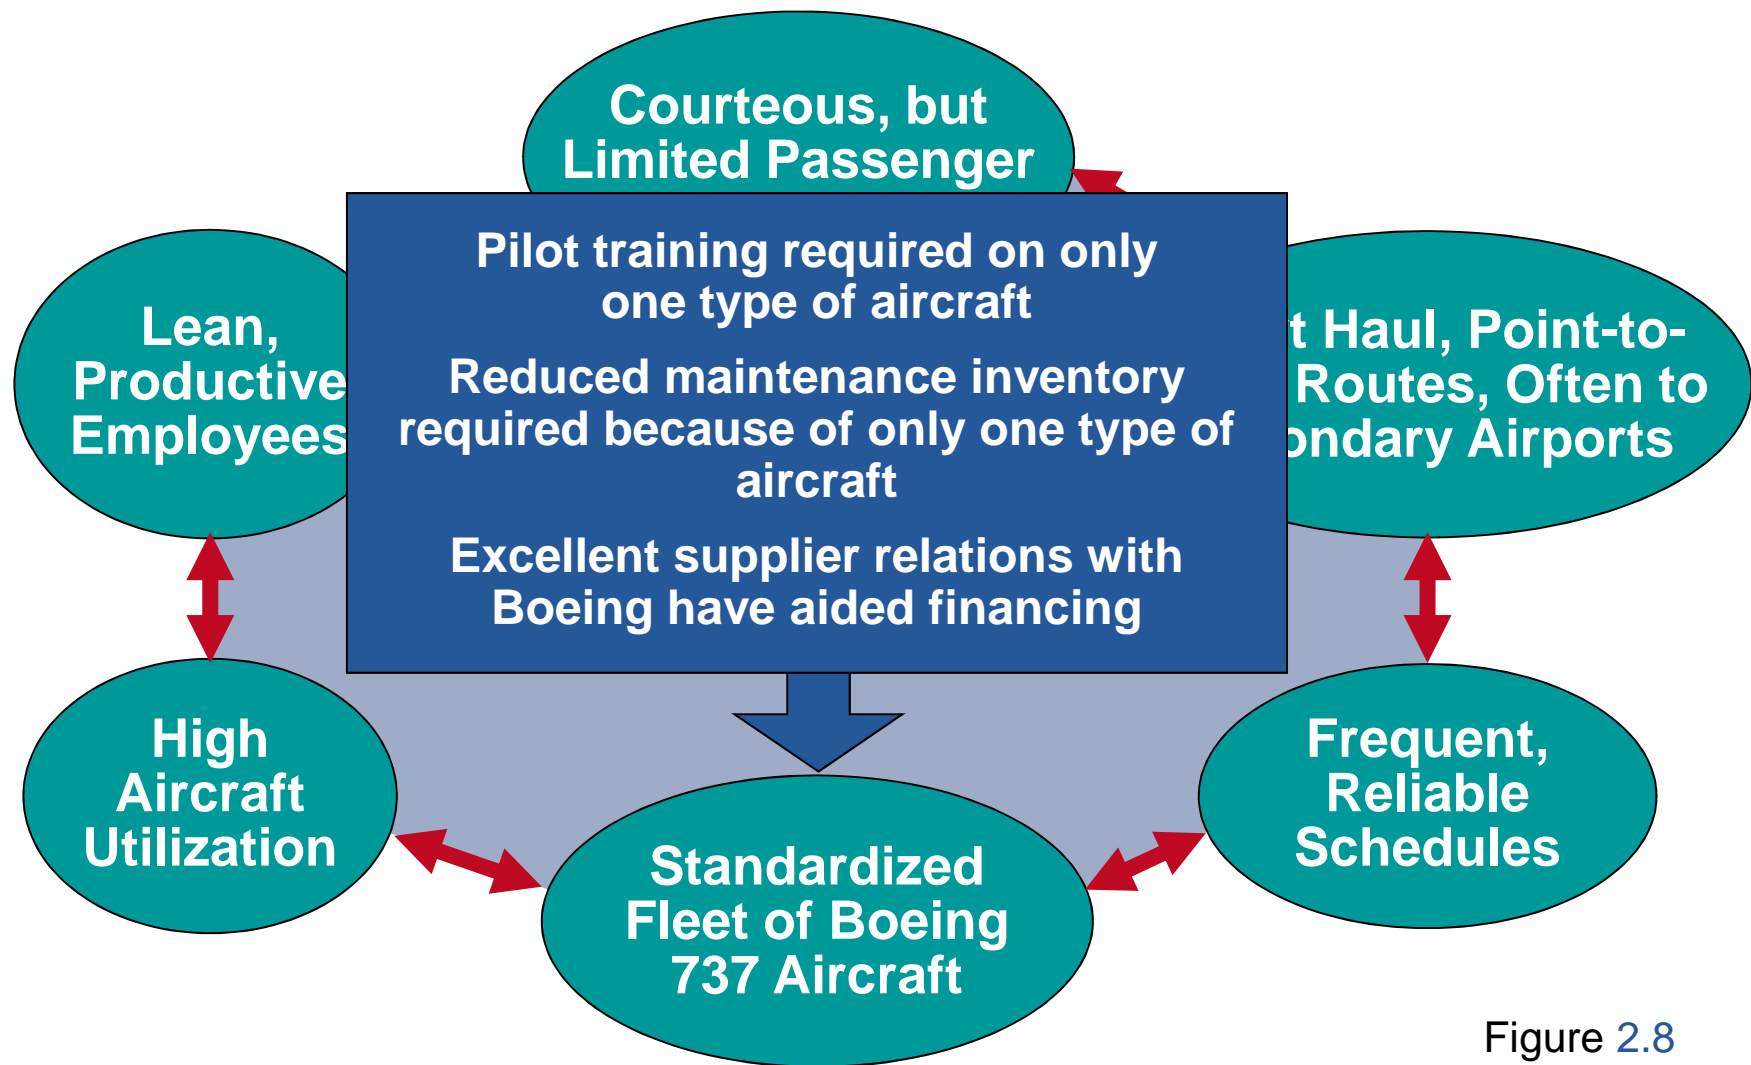 Courteous, but
Limited Passenger
Pilot training required on only
one type of aircraft
Reduced maintenance inventory
required because of only one type of
aircraft
Excellent supplier relations with
Boeing have aided financing
Lean,
Productive
Employees
t Haul, Point-to-
Routes, Often to
ondary Airports
High
Aircraft
Utilization
Frequent,
Reliable
Schedules
Standardized
Fleet of Boeing
737 Aircraft
Figure 2.8